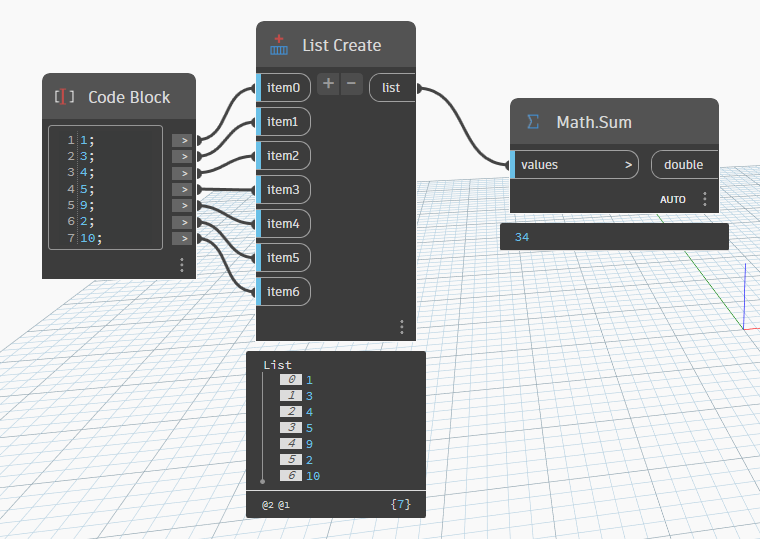 Code Block
1 1; >
2 3; >
3 4; >
4 5; >
5 9; >
6 2; >
7 10; >
List Create
item0 + - list
item1
item2
item3
item4
item5
item6
List
0 1
1 3
2 4
3 5
4 9
5 2
6 10
@2 @1 {7}
Math.Sum
values > double
AUTO
34